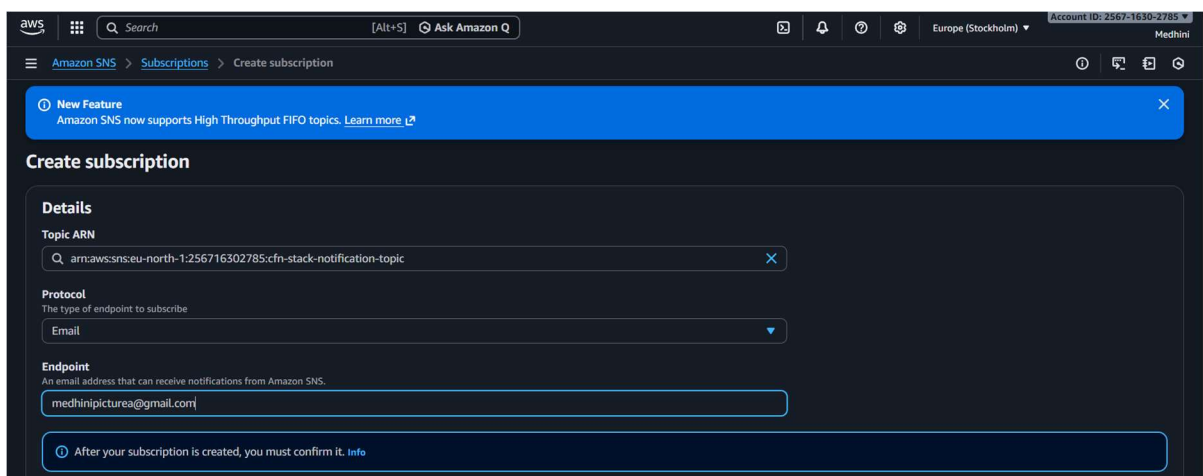 aws
Search [Alt+S] Ask Amazon Q
Europe (Stockholm) ▼
Account ID: 2567-1630-2785 ▼
Medhini
Amazon SNS > Subscriptions > Create subscription
New Feature
Amazon SNS now supports High Throughput FIFO topics. Learn more
Create subscription
Details
Topic ARN
arn:aws:sns:eu-north-1:256716302785:cfn-stack-notification-topic
Protocol
The type of endpoint to subscribe
Email
Endpoint
An email address that can receive notifications from Amazon SNS.
medhinipicturea@gmail.com
After your subscription is created, you must confirm it. Info